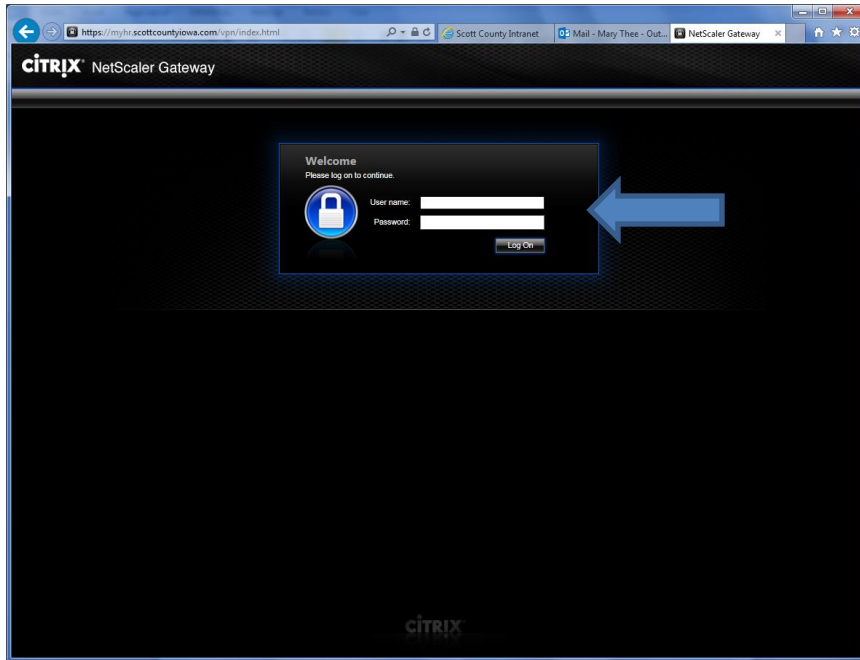 https://myhr.scottcountyiowa.com/vpn/index.html
Scott County Intranet
Mail - Mary Thee - Out...
NetScaler Gateway
CITRIX NetScaler Gateway
Welcome
Please log on to continue.
User name:
Password:
Log On
CITRIX